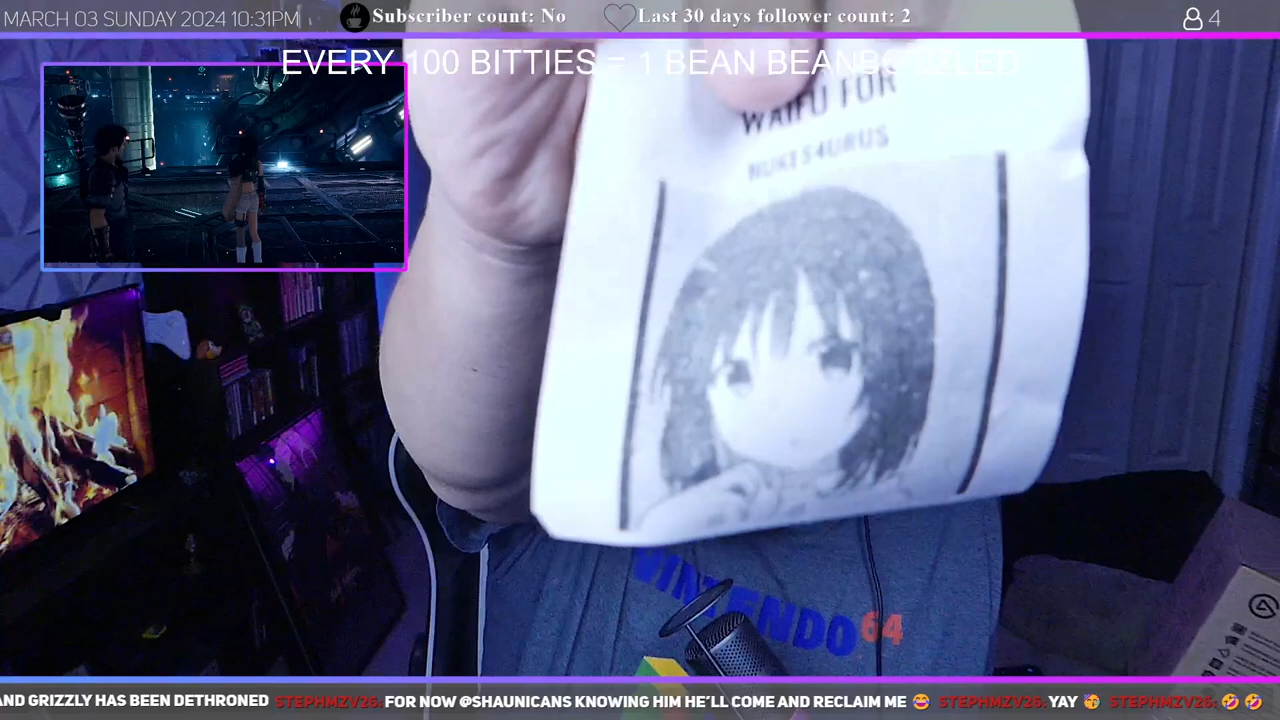 MARCH 03 SUNDAY 2024 10:31PM
Subscriber count: No
Last 30 days follower count: 2
4
EVERY 100 BITTIES = 1 BEAN BEANBOOZLED
WAIFU FOR
NUKES4URUS
NINTENDO 64
AND GRIZZLY HAS BEEN DETHRONED STEPHMZV26: FOR NOW @SHAUNICANS KNOWING HIM HE'LL COME AND RECLAIM ME 😂 STEPHMZV26: YAY 🥳 STEPHMZV26: 🤣 🤣